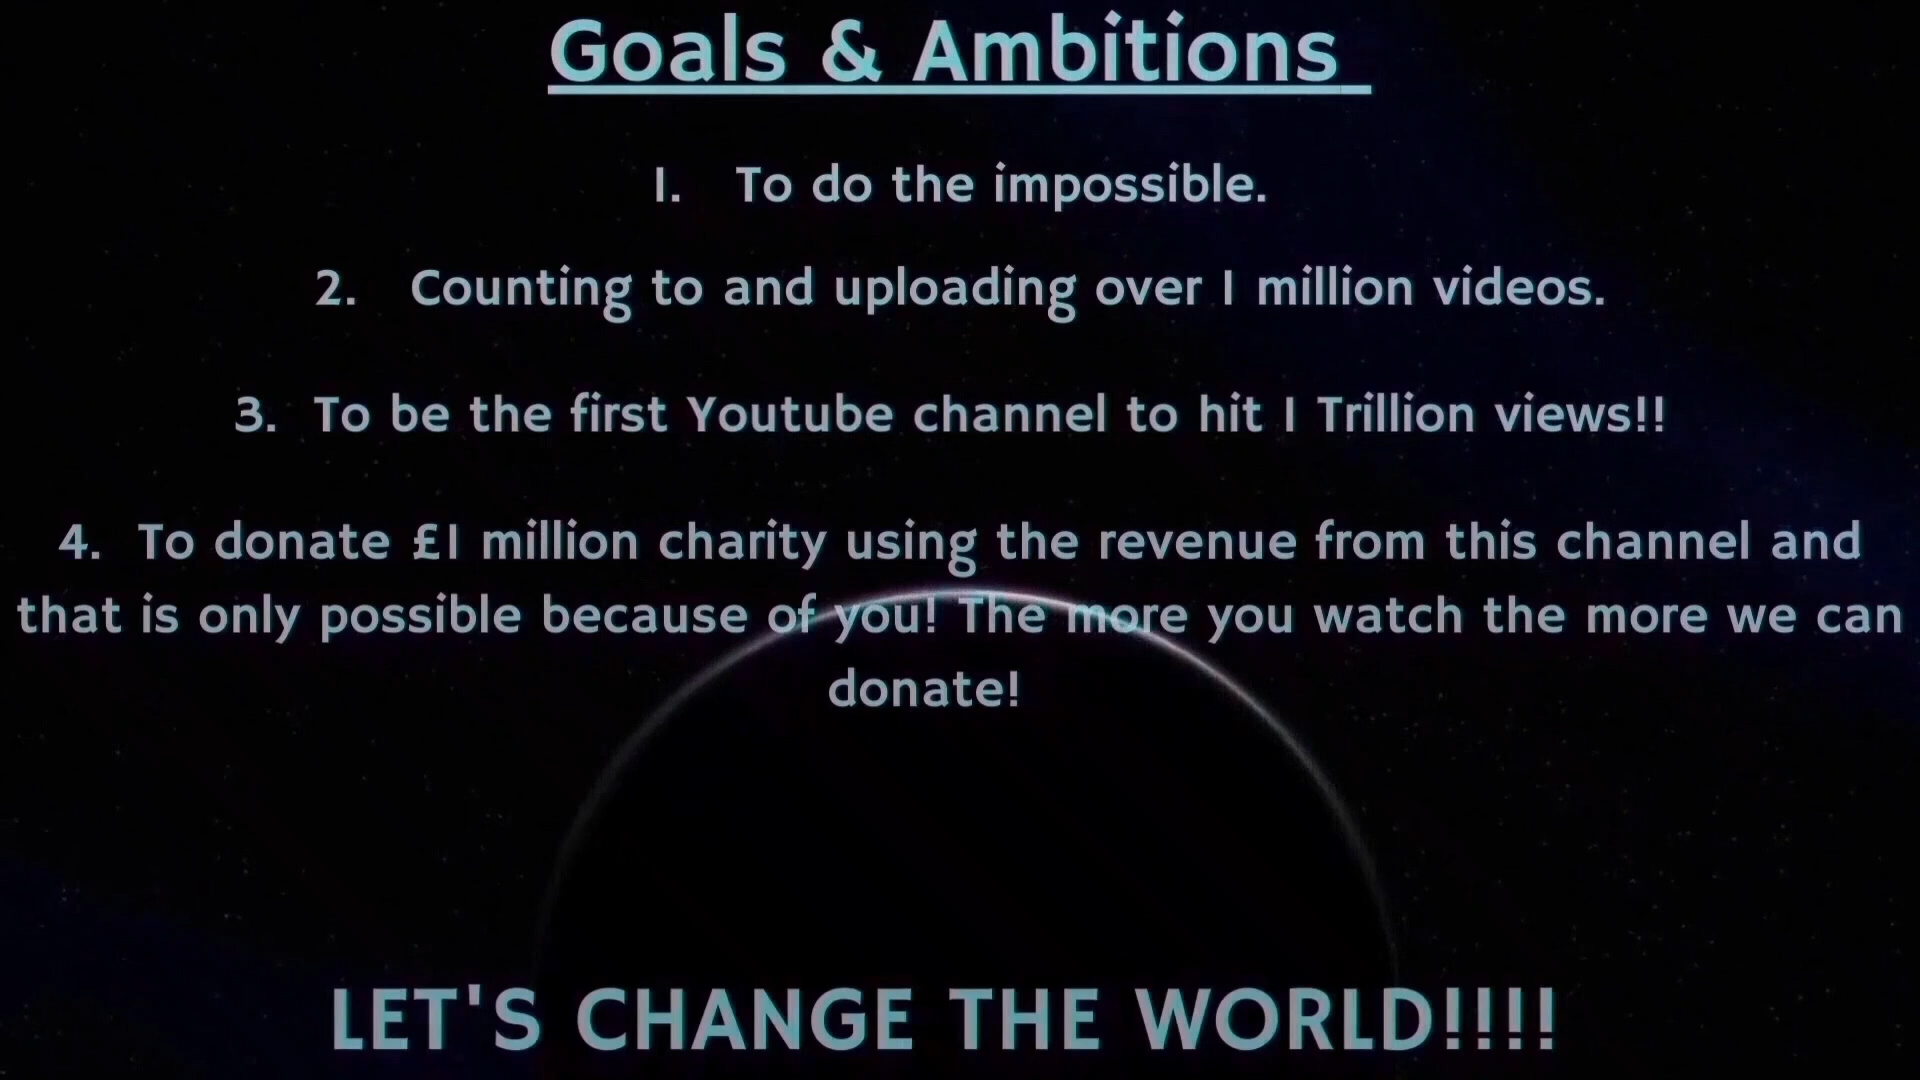 Goals & Ambitions
1. To do the impossible.
2. Counting to and uploading over 1 million videos.
3. To be the first Youtube channel to hit 1 Trillion views!!
4. To donate £1 million charity using the revenue from this channel and
that is only possible because of you! The more you watch the more we can
donate!
LET'S CHANGE THE WORLD!!!!